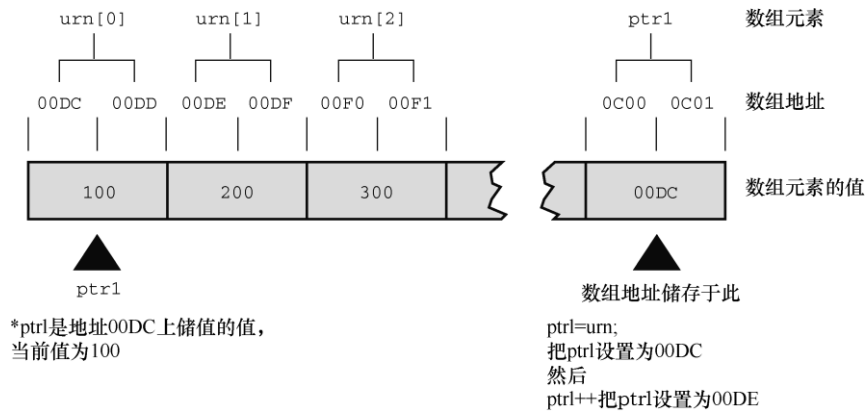 urn[0] urn[1] urn[2] ptr1 数组元素
00DC 00DD 00DE 00DF 00F0 00F1 0C00 0C01 数组地址
100 200 300 00DC 数组元素的值
ptr1 数组地址储存于此
*ptrl是地址00DC上储值的值，
当前值为100
ptrl=urn;
把ptrl设置为00DC
然后
ptrl++把ptrl设置为00DE